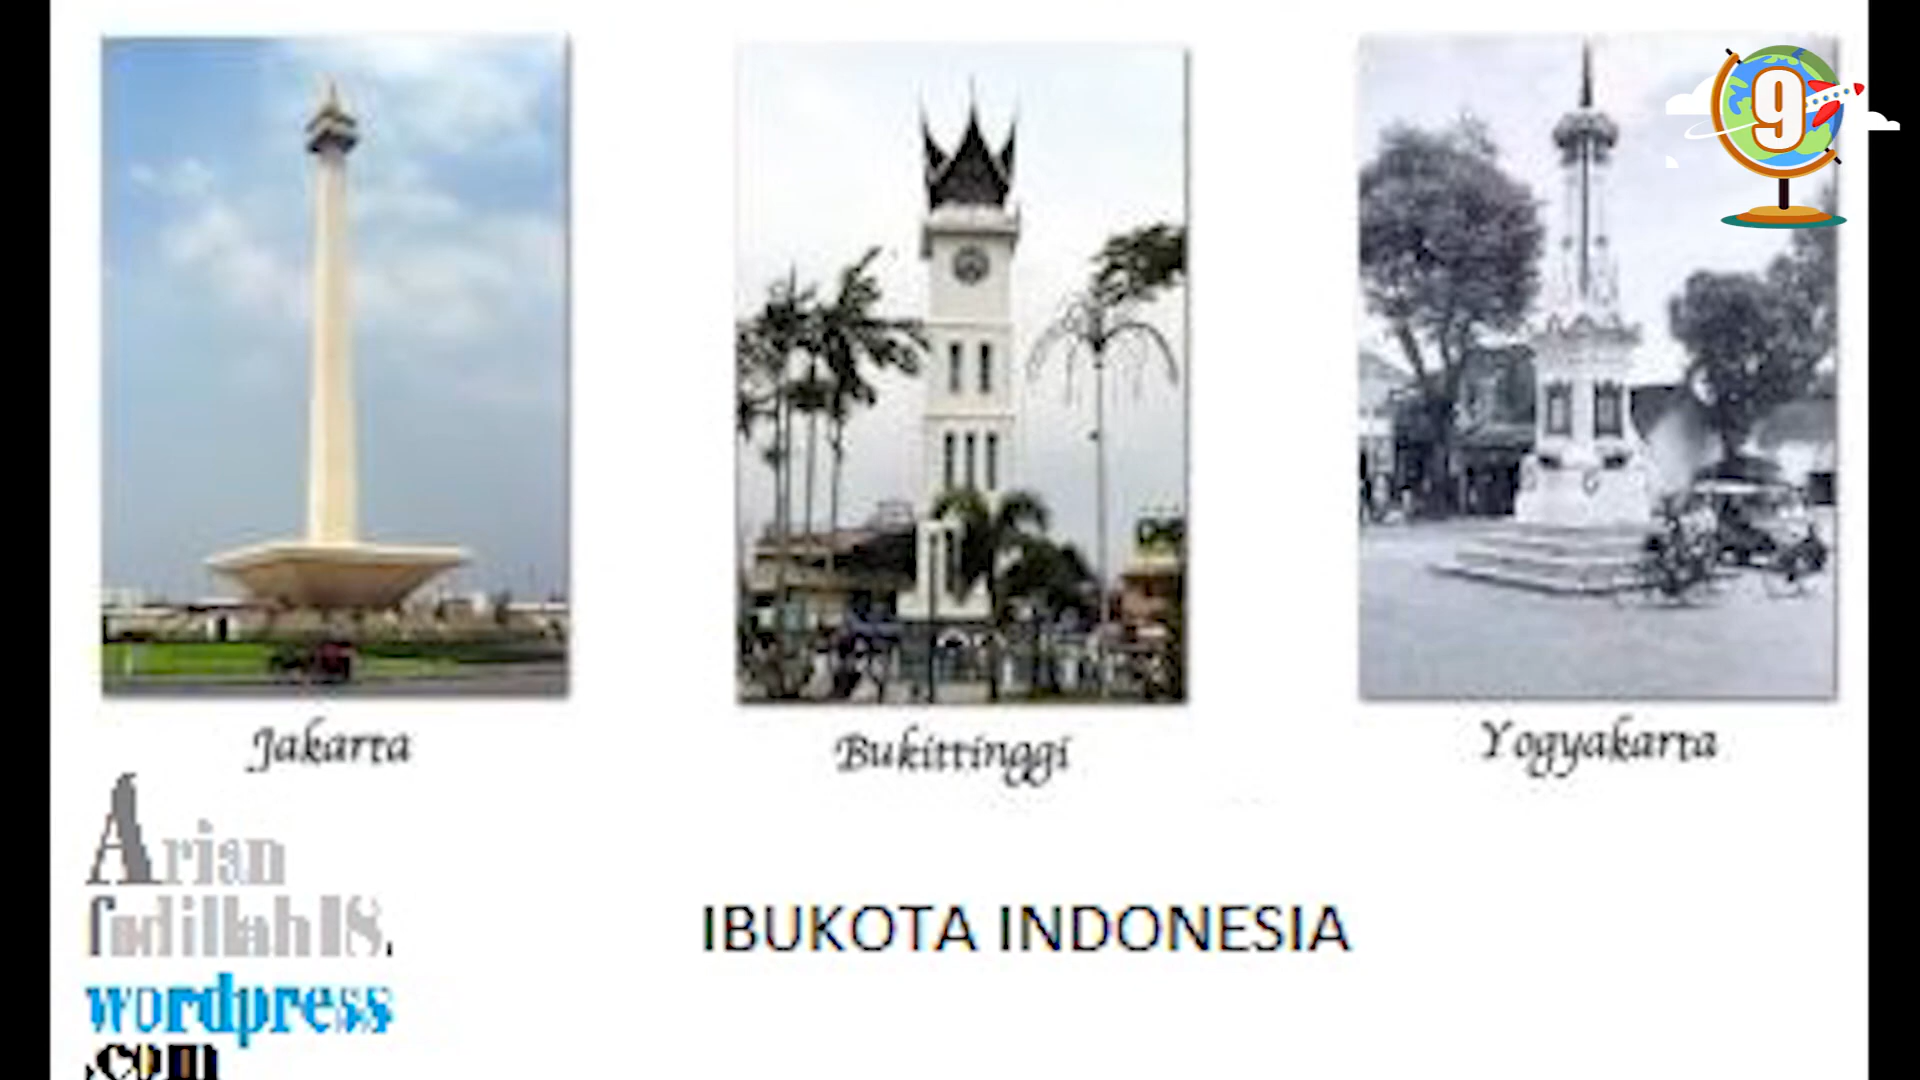 9
Jakarta
Bukittinggi
Yogyakarta
Arian
fadillah18.
wordpress
.com
IBUKOTA INDONESIA